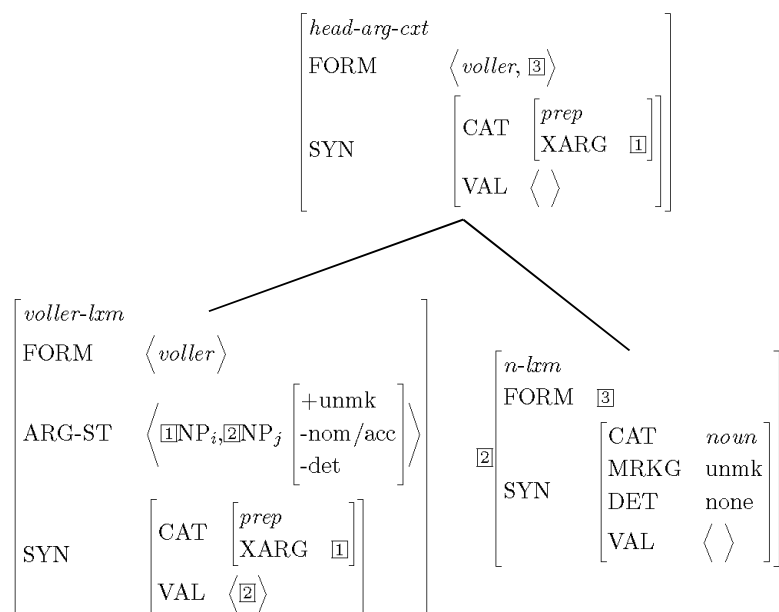 head-arg-cxt
FORM ⟨voller, 3⟩
SYN [CAT [prep
XARG 1]
VAL ⟨ ⟩]
voller-lxm
FORM ⟨voller⟩
ARG-ST ⟨1NPi,2NPj [+unmk
-nom/acc
-det]⟩
SYN [CAT [prep
XARG 1]
VAL ⟨2⟩]
2
n-lxm
FORM 3
SYN [CAT noun
MRKG unmk
DET none
VAL ⟨ ⟩]